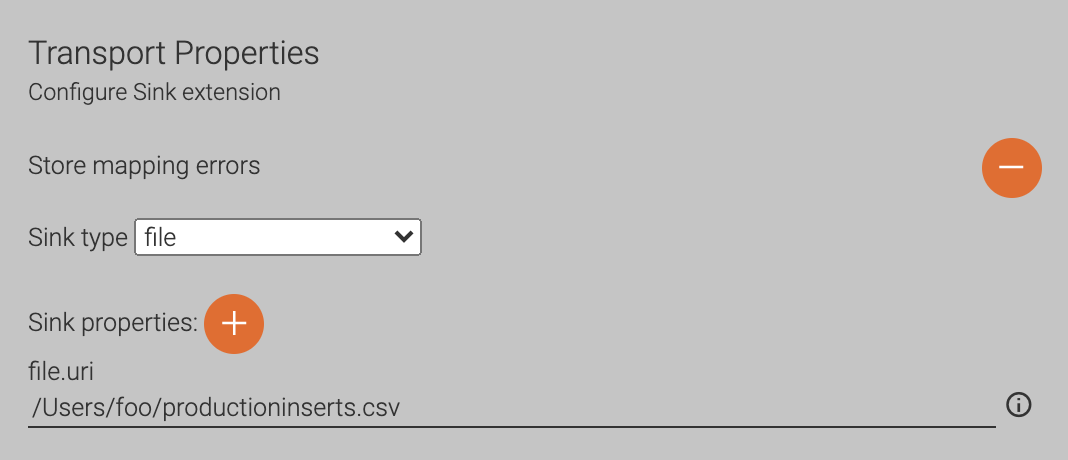 Transport Properties
Configure Sink extension
Store mapping errors
Sink type file
Sink properties:
file.uri
/Users/foo/productioninserts.csv